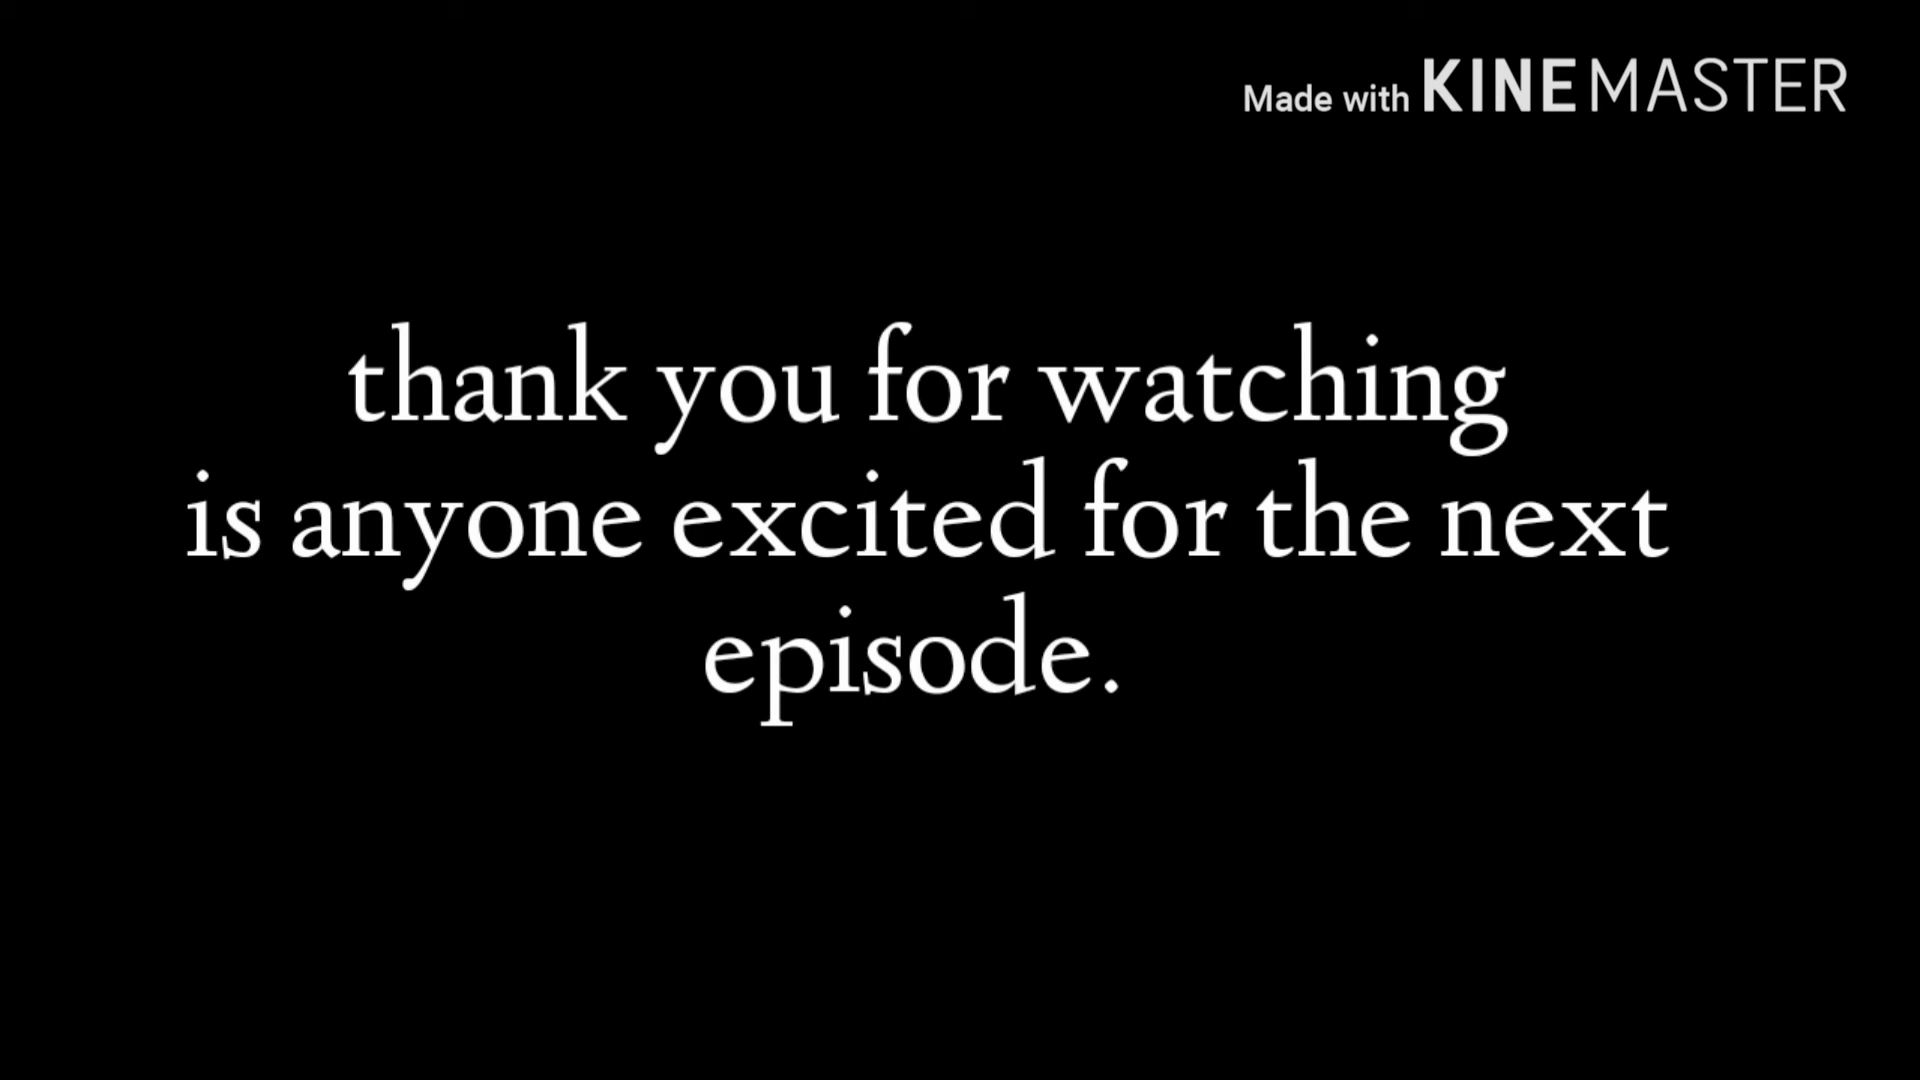 Made with KINEMASTER
thank you for watching
is anyone excited for the next
episode.